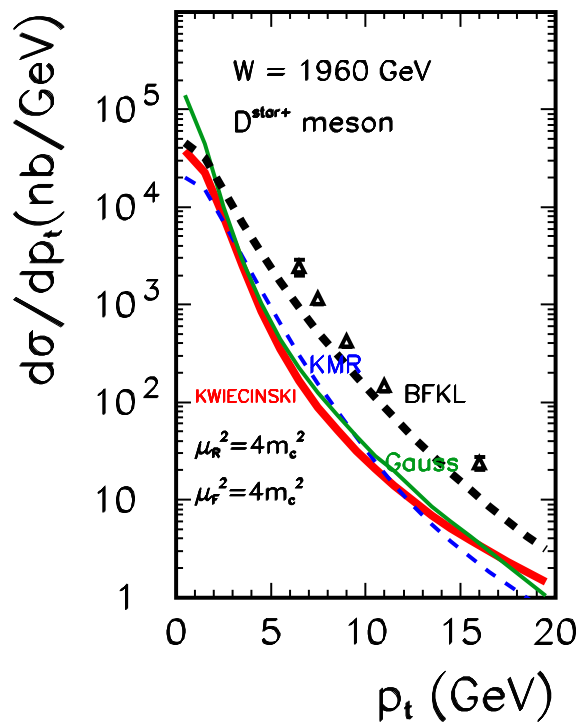 W = 1960 GeV
D^{star+} meson
dσ/dp_t(nb/GeV)
10^5
10^4
10^3
10^2
10
1
KMR
KWIECINSKI
BFKL
μ_R^2=4m_c^2
Gauss
μ_F^2=4m_c^2
0 5 10 15 20
p_t (GeV)